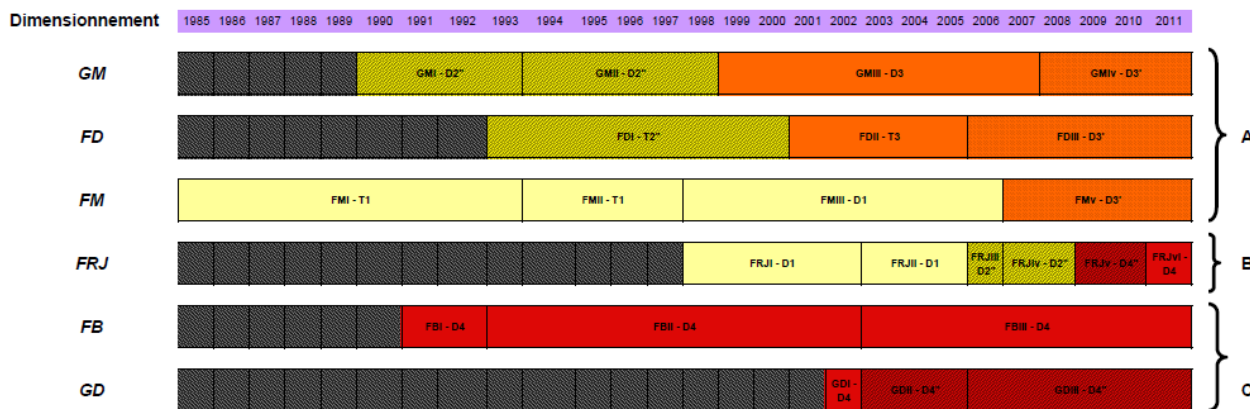 Dimensionnement 1985 1986 1987 1988 1989 1990 1991 1992 1993 1994 1995 1996 1997 1998 1999 2000 2001 2002 2003 2004 2005 2006 2007 2008 2009 2010 2011
GM GMI - D2" GMII - D2" GMIII - D3 GMIv - D3'
FD FDI - T2" FDII - T3 FDIII - D3' A
FM FMI - T1 FMII - T1 FMIII - D1 FMv - D3'
FRJ FRJI - D1 FRJII - D1 FRJIII D2" FRJIv - D2" FRJv - D4" FRJvi - D4 B
FB FBI - D4 FBII - D4 FBIII - D4
GD GDI - D4 GDII - D4" GDIII - D4" C